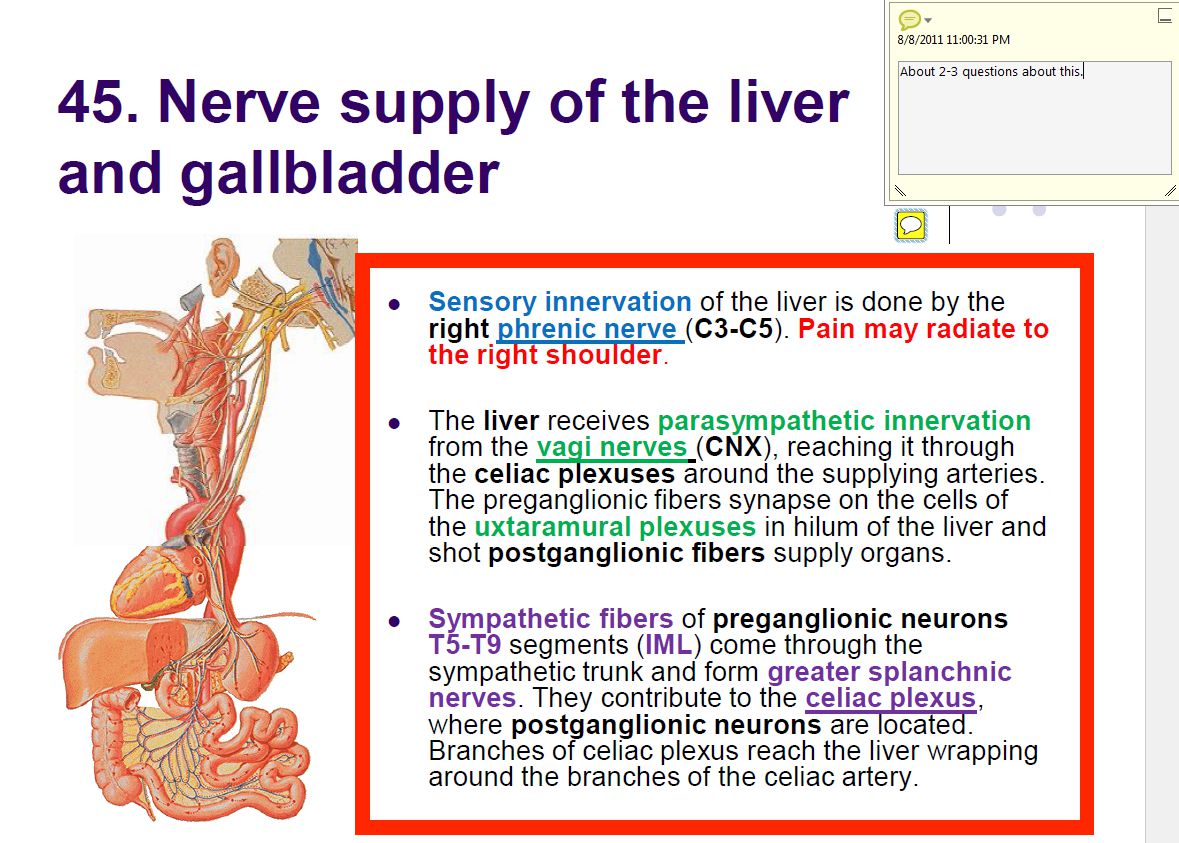 8/8/2011 11:00:31 PM
About 2-3 questions about this.
45. Nerve supply of the liver
and gallbladder
Sensory innervation of the liver is done by the
right phrenic nerve (C3-C5). Pain may radiate to
the right shoulder.
The liver receives parasympathetic innervation
from the vagi nerves (CNX), reaching it through
the celiac plexuses around the supplying arteries.
The preganglionic fibers synapse on the cells of
the uxtaramural plexuses in hilum of the liver and
shot postganglionic fibers supply organs.
Sympathetic fibers of preganglionic neurons
T5-T9 segments (IML) come through the
sympathetic trunk and form greater splanchnic
nerves. They contribute to the celiac plexus,
where postganglionic neurons are located.
Branches of celiac plexus reach the liver wrapping
around the branches of the celiac artery.